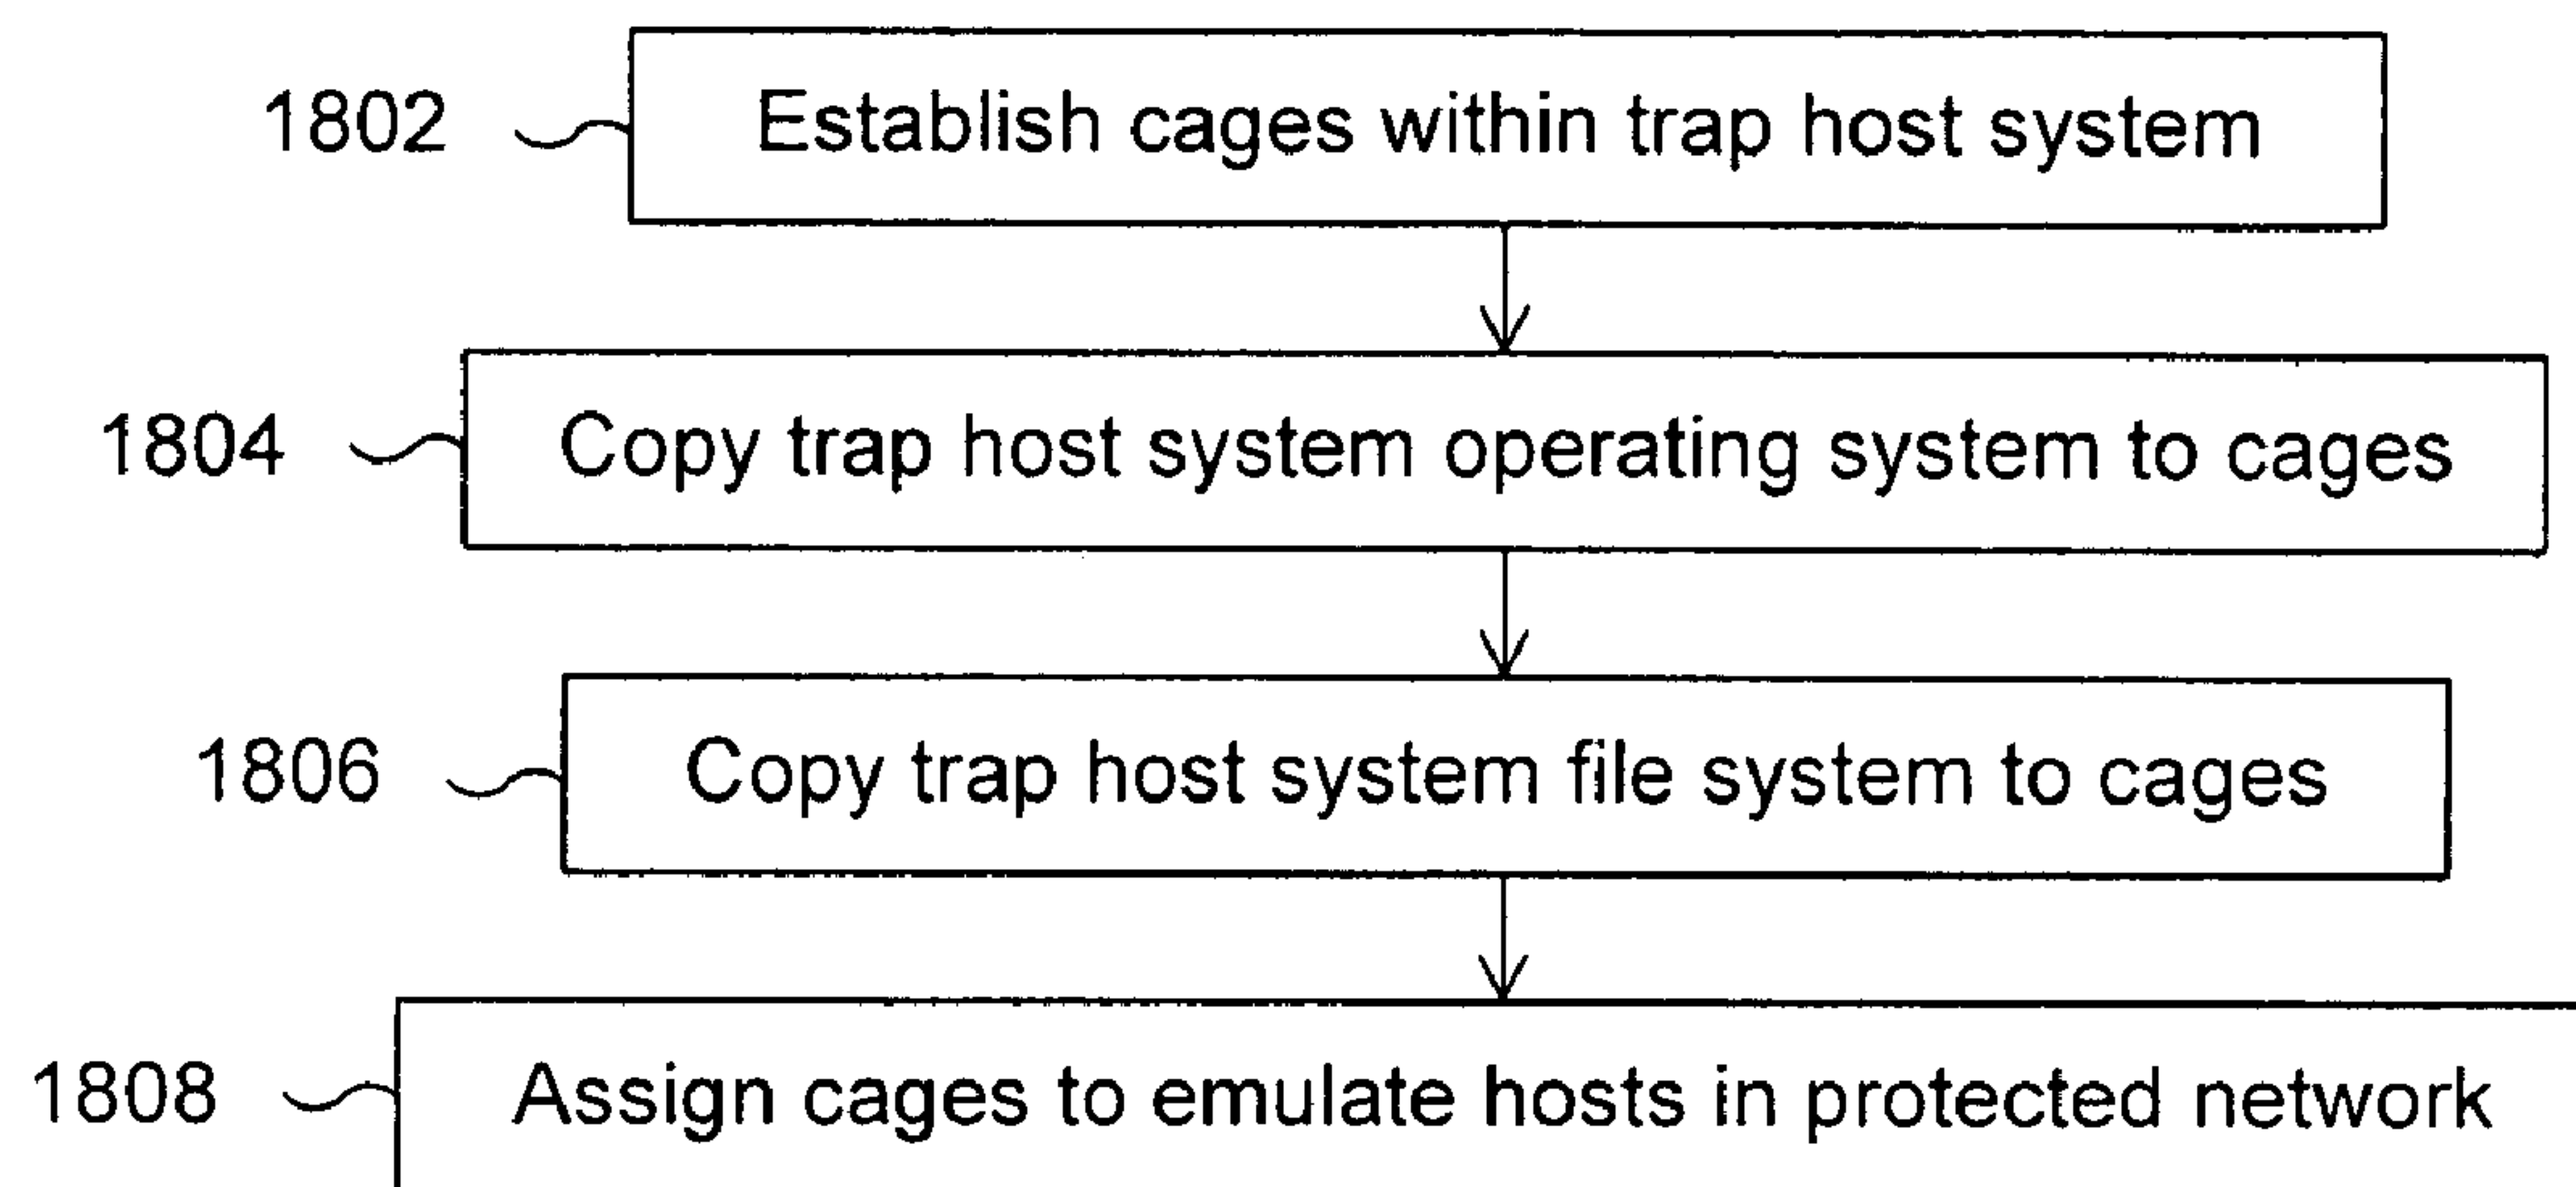 1802 Establish cages within trap host system
1804 Copy trap host system operating system to cages
1806 Copy trap host system file system to cages
1808 Assign cages to emulate hosts in protected network